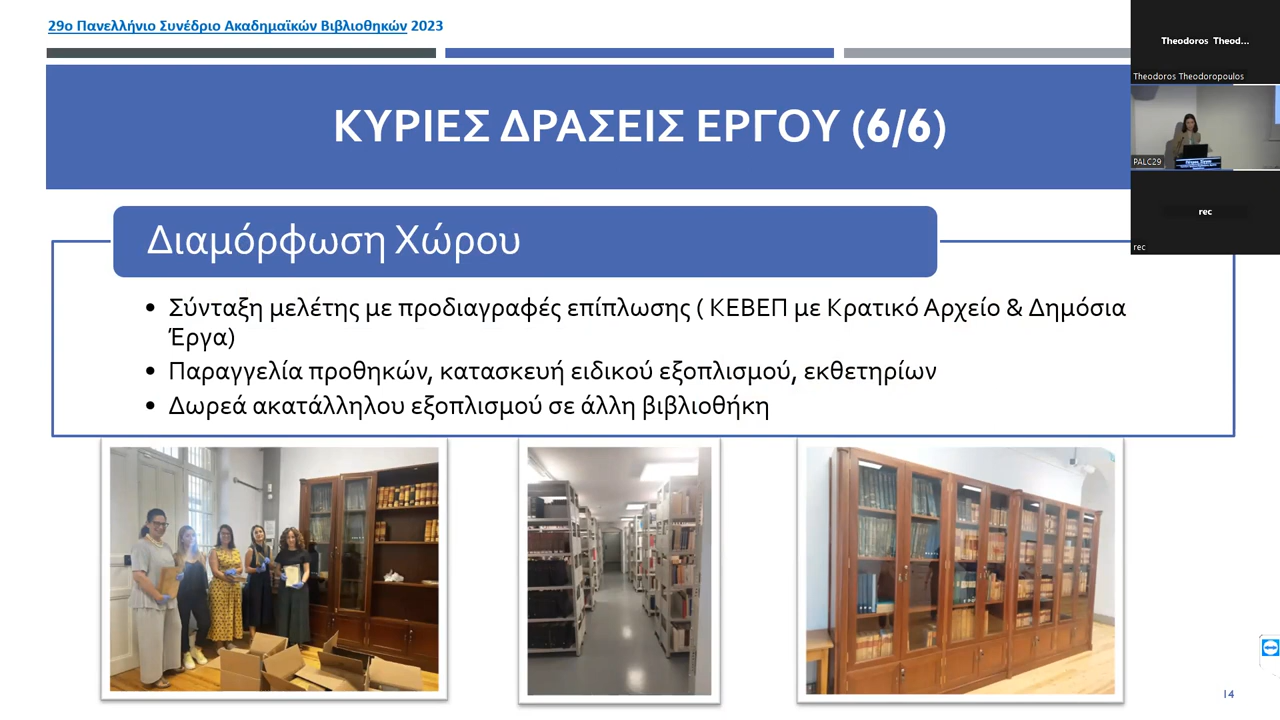 29ο Πανελλήνιο Συνέδριο Ακαδημαϊκών Βιβλιοθηκών 2023
ΚΥΡΙΕΣ ΔΡΑΣΕΙΣ ΕΡΓΟΥ (6/6)
Διαμόρφωση Χώρου
• Σύνταξη μελέτης με προδιαγραφές επίπλωσης ( ΚΕΒΕΠ με Κρατικό Αρχείο & Δημόσια
Έργα)
• Παραγγελία προθηκών, κατασκευή ειδικού εξοπλισμού, εκθετηρίων
• Δωρεά ακατάλληλου εξοπλισμού σε άλλη βιβλιοθήκη
Theodoros Theod...
Theodoros Theodoropoulos
PALC29
rec
rec
14